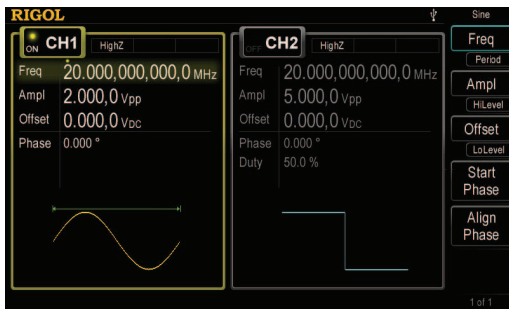 RIGOL
Sine
ON CH1 HighZ
Freq 20.000,000,000,0 MHz
Ampl 2.000,0 Vpp
Offset 0.000,0 VDC
Phase 0.000 °
OFF CH2 HighZ
Freq 20.000,000,000,0 MHz
Ampl 5.000,0 Vpp
Offset 0.000,0 VDC
Phase 0.000 °
Duty 50.0 %
Freq
Period
Ampl
HiLevel
Offset
LoLevel
Start
Phase
Align
Phase
1 of 1